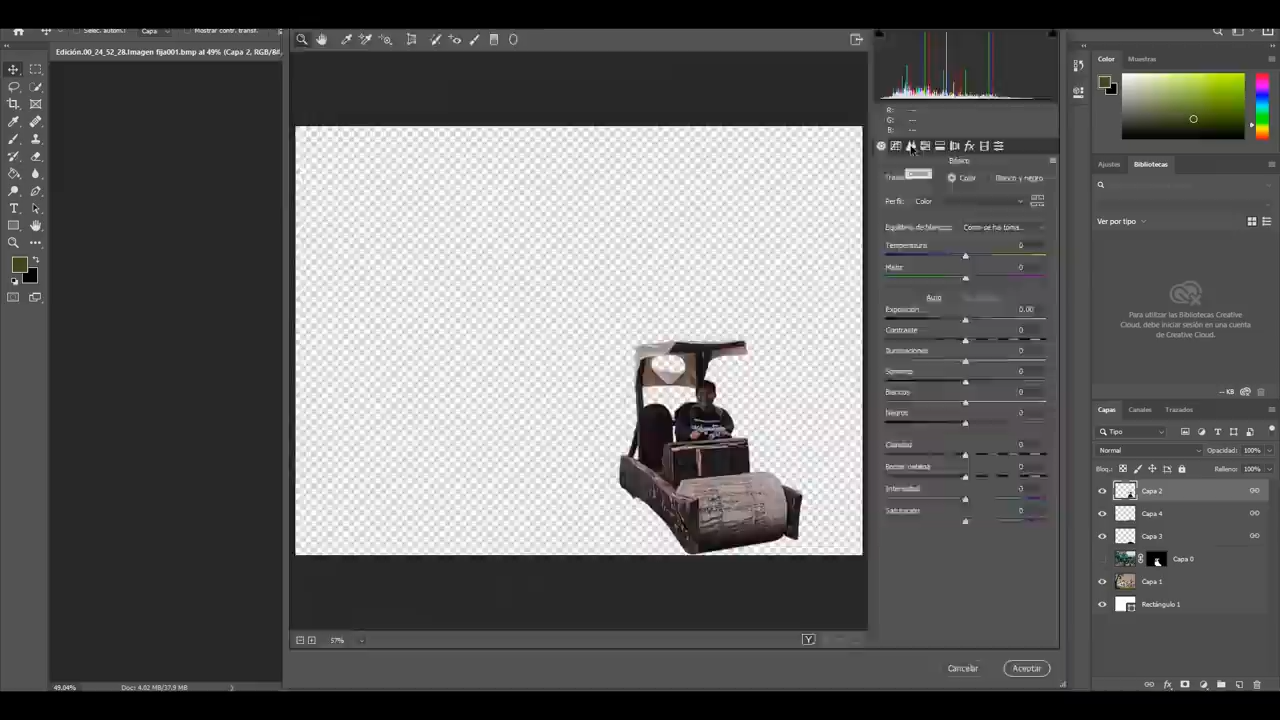 Selec. autom.: Capa Mostrar contr. transf.
Edición.00_24_52_28.Imagen fija001.bmp al 49% (Capa 2, RGB/8#
R: ---
G: ---
B: ---
Básico
Color Blanco y negro
Perfil: Color
Equilibrio de blancos: Como se ha toma...
Temperatura 0
Matiz 0
Auto
Exposición 0.00
Contraste 0
Iluminaciones 0
Sombras 0
Blancos 0
Negros 0
Claridad 0
Borrar neblina 0
Intensidad 0
Saturación 0
57%
Y
Cancelar Aceptar
49.04% Doc: 4.02 MB/37.9 MB
Color Muestras
Ajustes Bibliotecas
Ver por tipo
Para utilizar las Bibliotecas Creative
Cloud, debe iniciar sesión en una cuenta
de Creative Cloud.
-- KB
Capas Canales Trazados
Tipo
Normal Opacidad: 100%
Bloq.: Relleno: 100%
Capa 2
Capa 4
Capa 3
Capa 0
Capa 1
Rectángulo 1